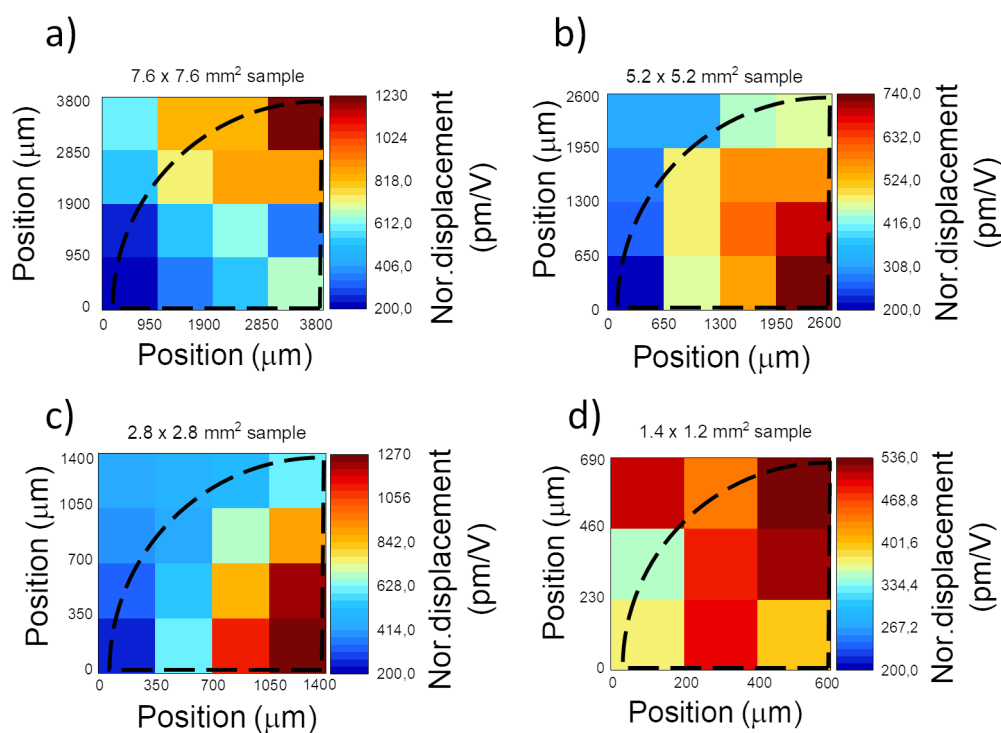 a)
7.6 x 7.6 mm² sample
3800
2850
1900
950
0
0 950 1900 2850 3800
Position (μm)
Position (μm)
1230
1024
818,0
612,0
406,0
200,0
Nor.displacement
(pm/V)
b)
5.2 x 5.2 mm² sample
2600
1950
1300
650
0
0 650 1300 1950 2600
Position (μm)
Position (μm)
740,0
632,0
524,0
416,0
308,0
200,0
Nor.displacement
(pm/V)
c)
2.8 x 2.8 mm² sample
1400
1050
700
350
0
0 350 700 1050 1400
Position (μm)
Position (μm)
1270
1056
842,0
628,0
414,0
200,0
Nor.displacement
(pm/V)
d)
1.4 x 1.2 mm² sample
690
460
230
0
0 200 400 600
Position (μm)
Position (μm)
536,0
468,8
401,6
334,4
267,2
200,0
Nor.displacement
(pm/V)